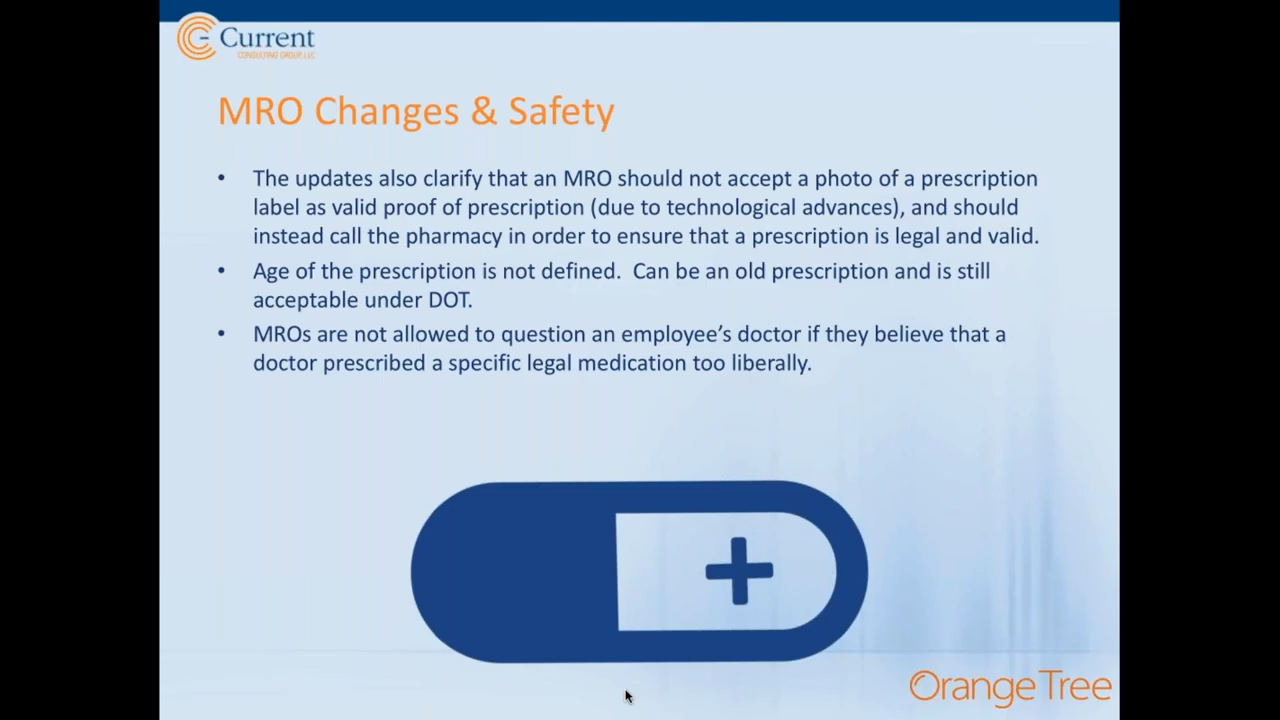 Current
CONSULTING GROUP, LLC
MRO Changes & Safety
• The updates also clarify that an MRO should not accept a photo of a prescription
label as valid proof of prescription (due to technological advances), and should
instead call the pharmacy in order to ensure that a prescription is legal and valid.
• Age of the prescription is not defined.  Can be an old prescription and is still
acceptable under DOT.
• MROs are not allowed to question an employee’s doctor if they believe that a
doctor prescribed a specific legal medication too liberally.
OrangeTree